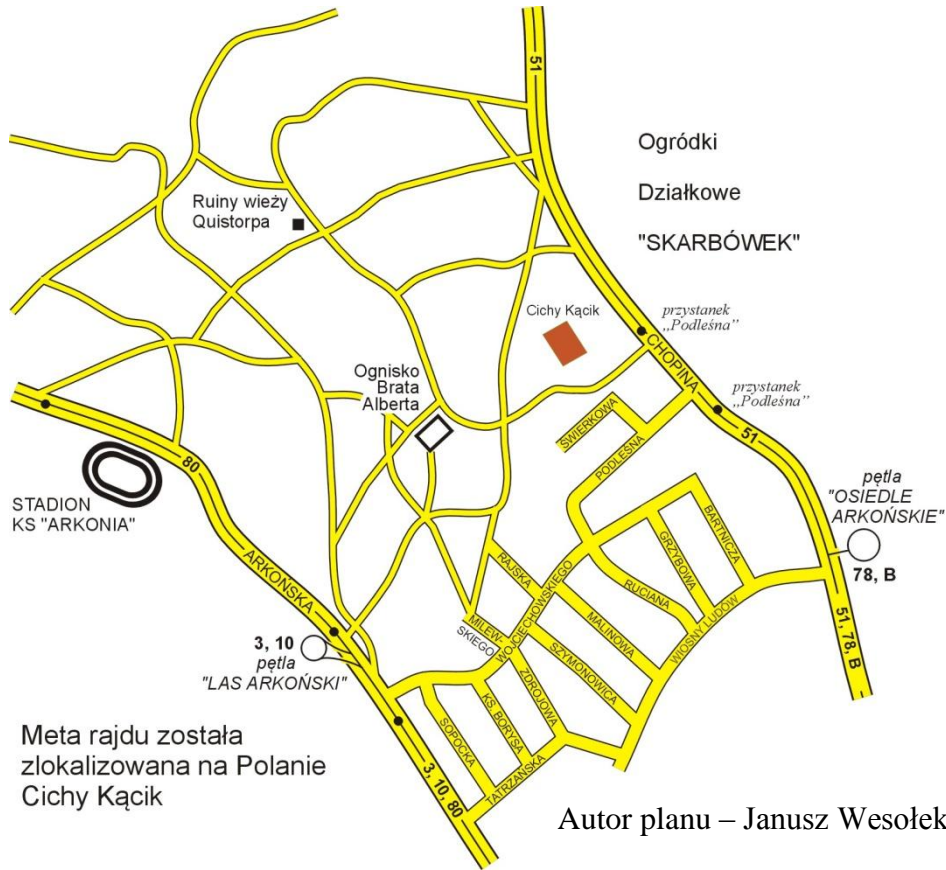 51
Ogródki
Działkowe
"SKARBÓWEK"
Ruiny wieży
Quistorpa
Cichy Kącik
przystanek
„Podleśna”
CHOPINA
Ognisko
Brata
Alberta
przystanek
„Podleśna”
ŚWIERKOWA
PODLEŚNA
51
80
STADION
KS "ARKONIA"
pętla
"OSIEDLE
ARKOŃSKIE"
78, B
BARTNICZA
GRZYBOWA
ARKOŃSKA
RAJSKA
WOJCIECHOWSKIEGO
RUCIANA
MALINOWA
WIOSNY LUDÓW
51, 78, B
MILEW-
SKIEGO
SZYMONOWICA
ZDROJOWA
3, 10
pętla
"LAS ARKOŃSKI"
KS. BORYSA
SOPOCKA
TATRZAŃSKA
3, 10, 80
Meta rajdu została
zlokalizowana na Polanie
Cichy Kącik
Autor planu – Janusz Wesołek